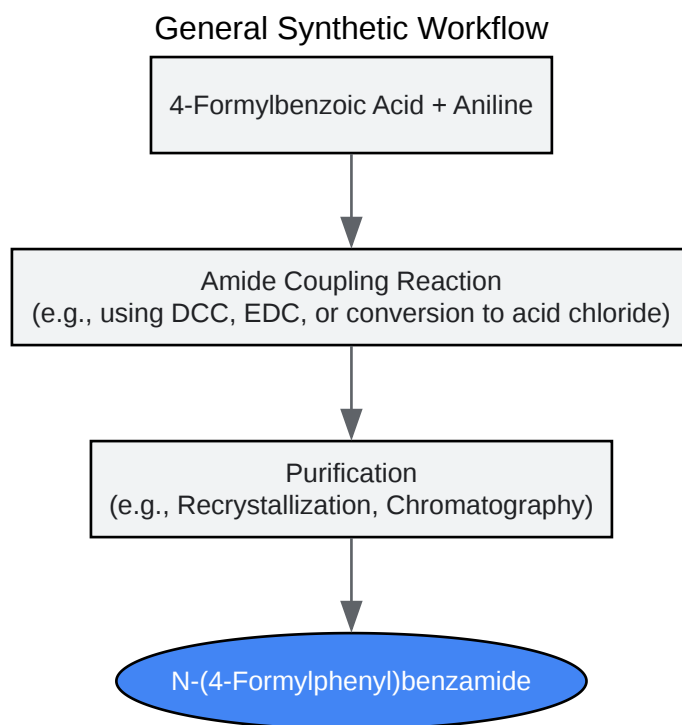 General Synthetic Workflow
4-Formylbenzoic Acid + Aniline
Amide Coupling Reaction
(e.g., using DCC, EDC, or conversion to acid chloride)
Purification
(e.g., Recrystallization, Chromatography)
N-(4-Formylphenyl)benzamide